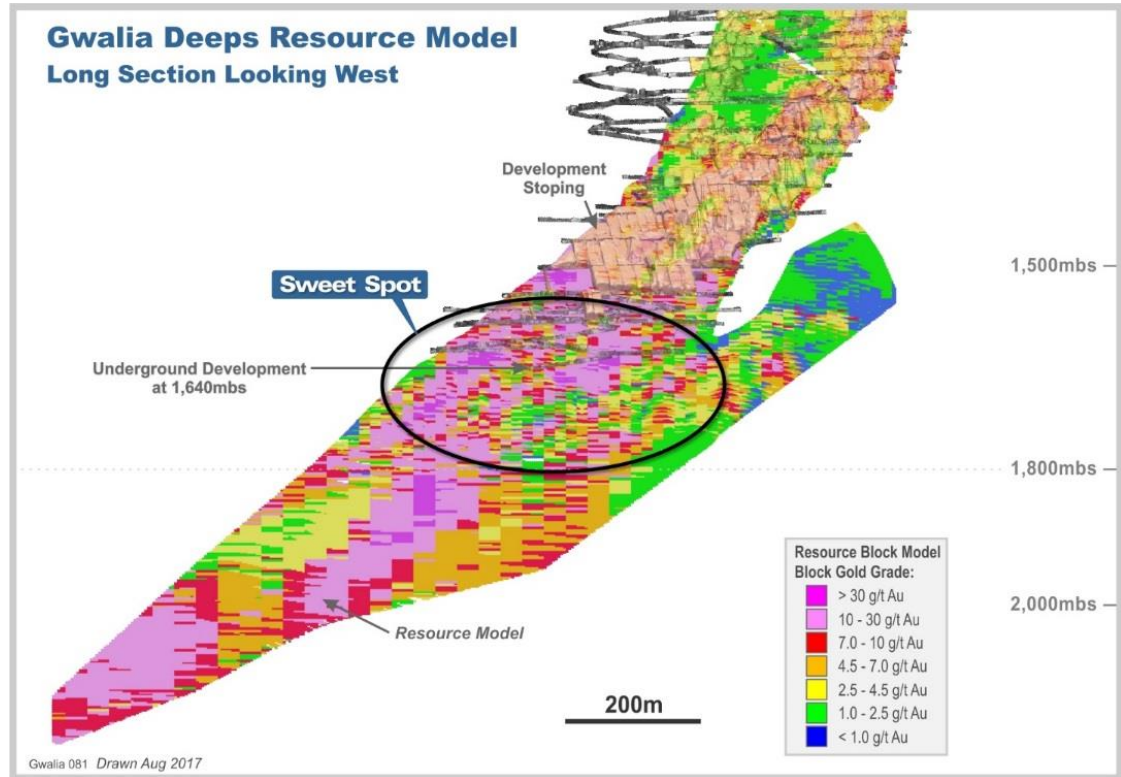 Gwalia Deeps Resource Model
Long Section Looking West
Development
Stoping
1,500mbs
Sweet Spot
Underground Development
at 1,640mbs
1,800mbs
Resource Block Model
Block Gold Grade:
> 30 g/t Au
10 - 30 g/t Au
7.0 - 10 g/t Au
4.5 - 7.0 g/t Au
2.5 - 4.5 g/t Au
1.0 - 2.5 g/t Au
< 1.0 g/t Au
2,000mbs
Resource Model
200m
Gwalia 081 Drawn Aug 2017